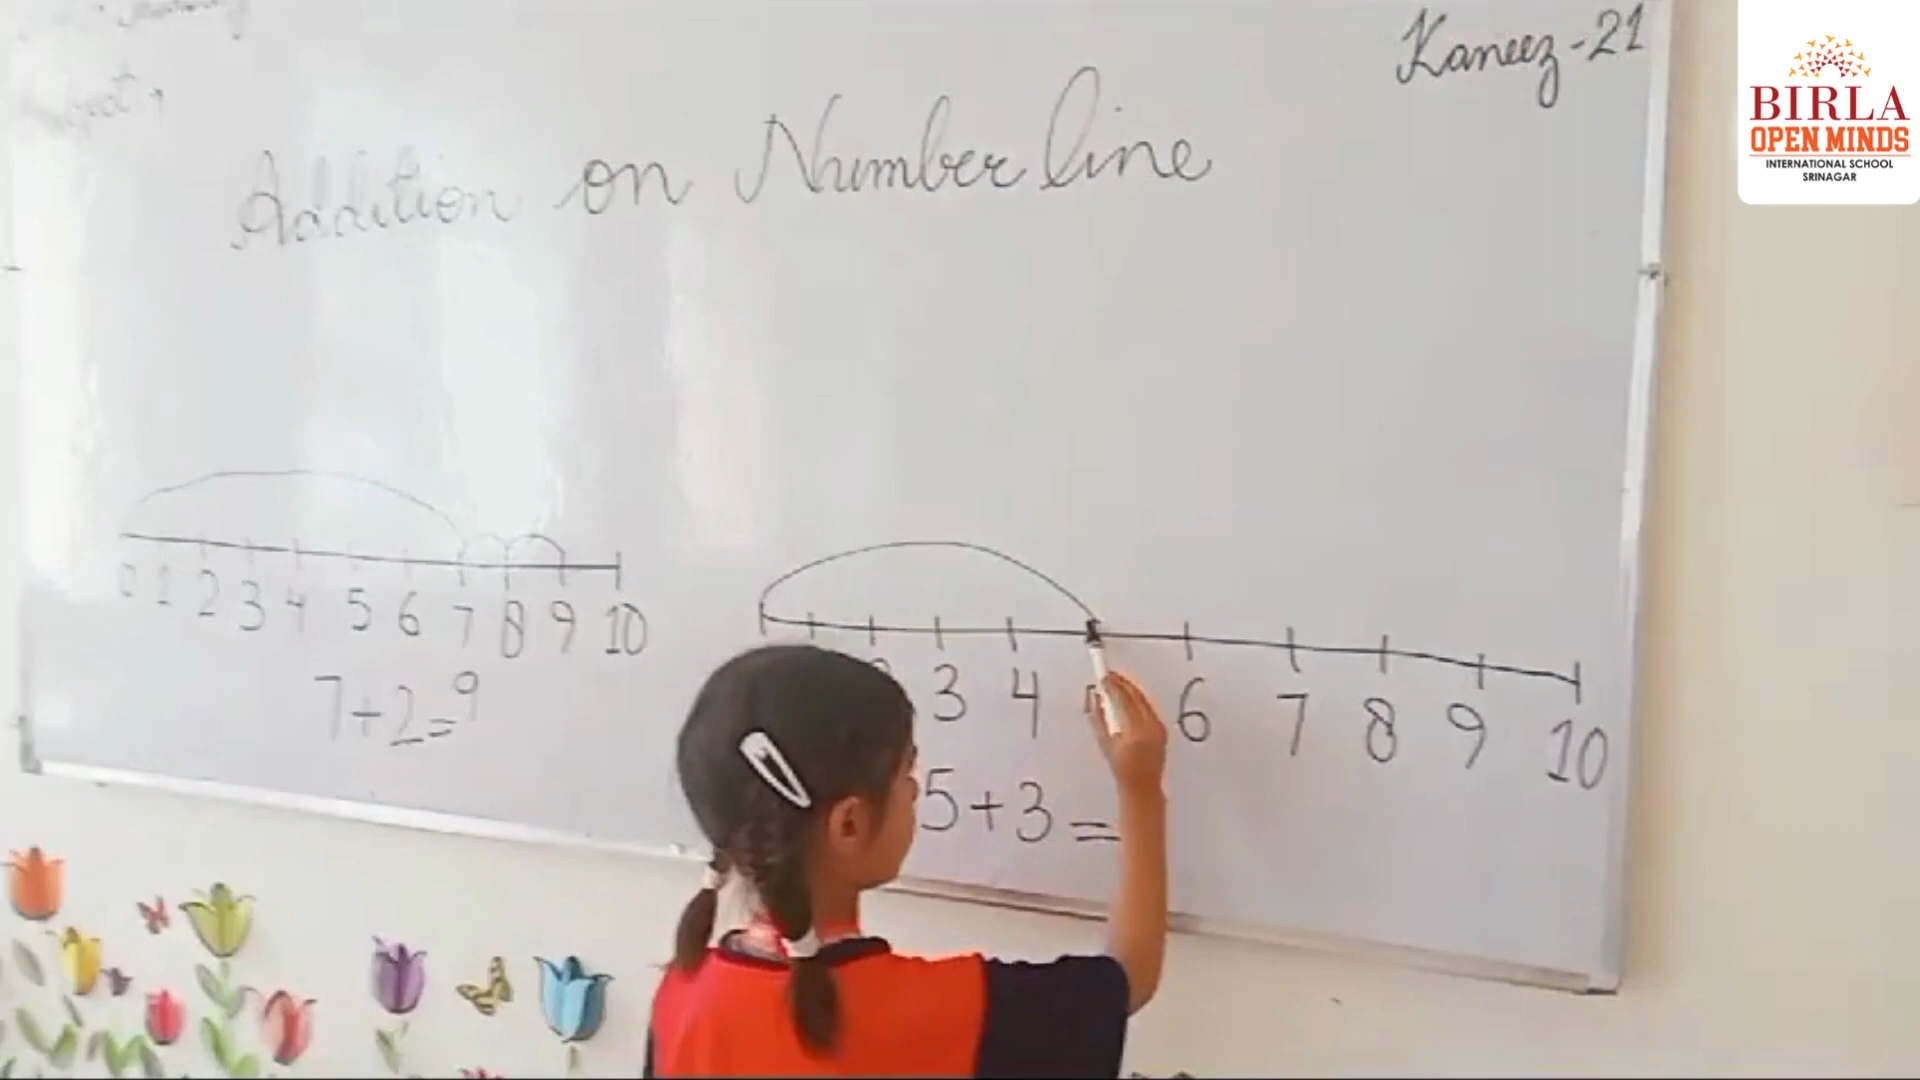 Kaneez-21
BIRLA
OPEN MINDS
INTERNATIONAL SCHOOL
SRINAGAR
Addition on Number line
0 1 2 3 4 5 6 7 8 9 10
7+2=9
3 4 6 7 8 9 10
5+3=